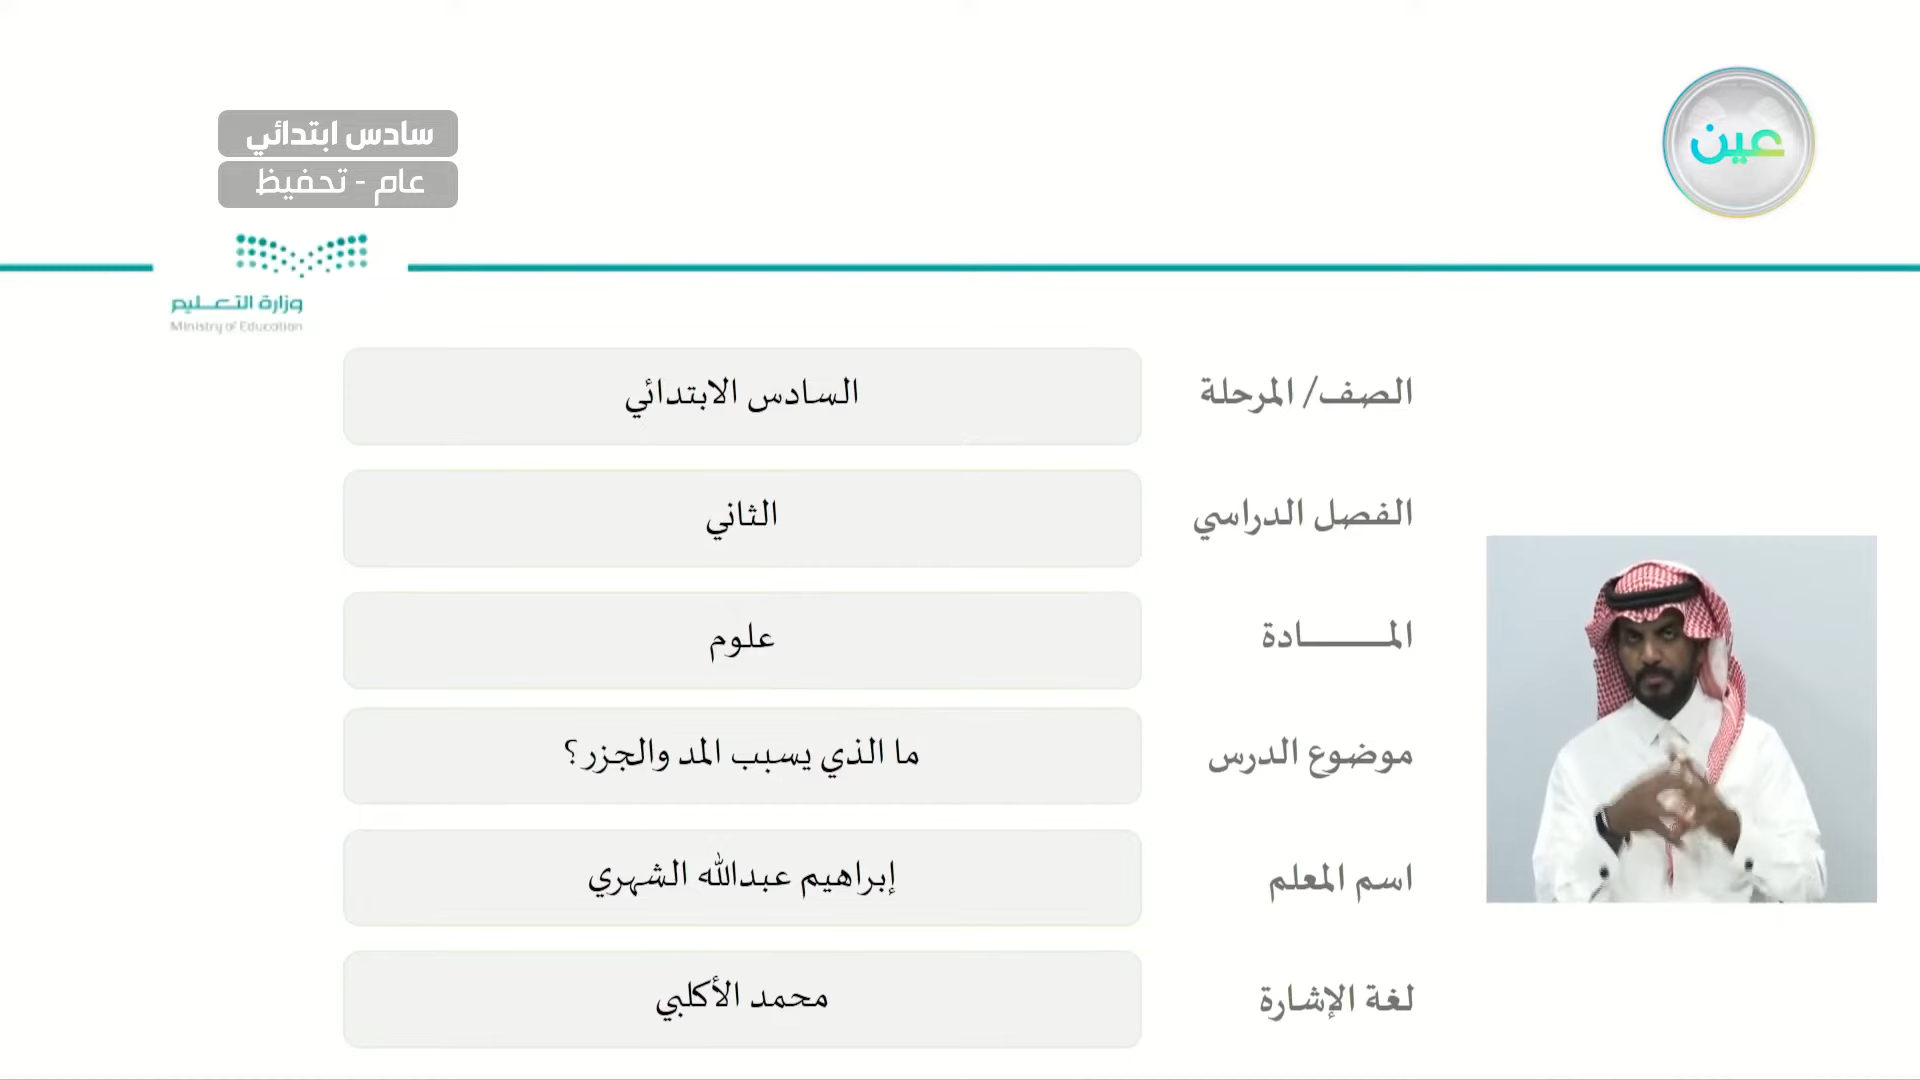 عين
سادس ابتدائي
عام - تحفيظ
وزارة التعليم
Ministry of Education
الصف/ المرحلة
السادس الابتدائي
الفصل الدراسي
الثاني
المـــــــادة
علوم
موضوع الدرس
ما الذي يسبب المد والجزر؟
اسم المعلم
إبراهيم عبدالله الشهري
لغة الإشارة
محمد الأكلبي